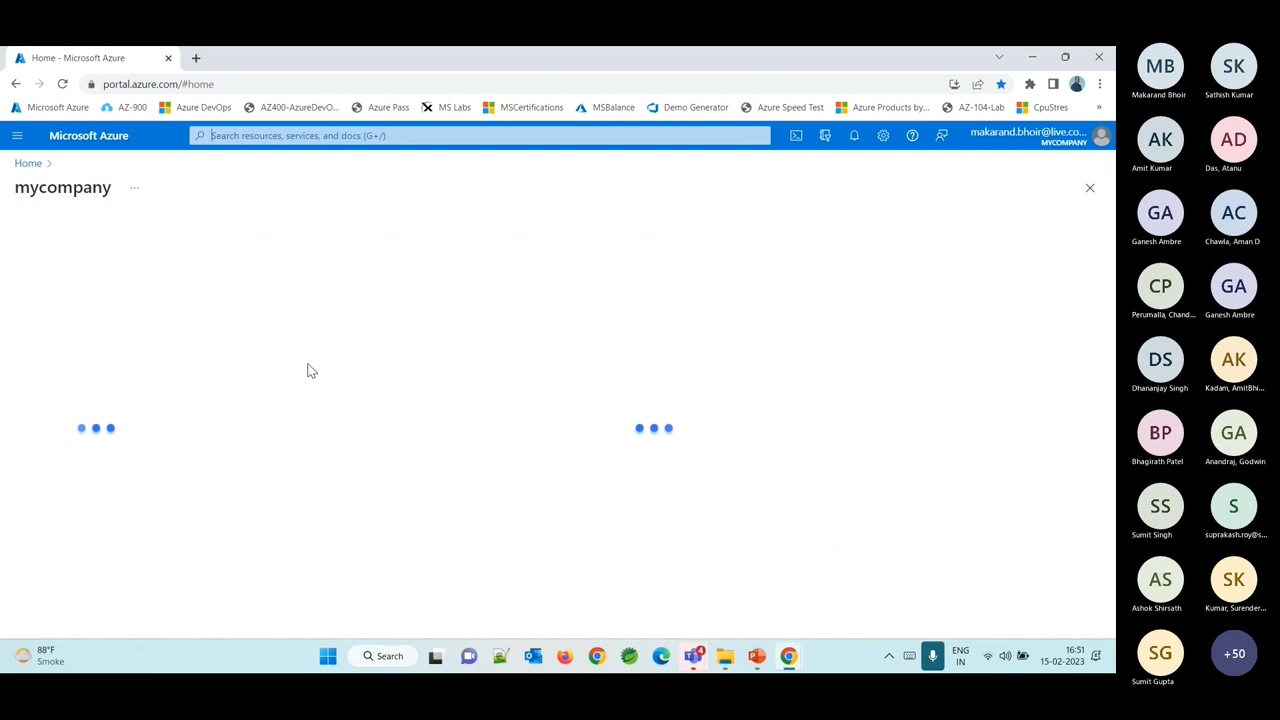 Home - Microsoft Azure
portal.azure.com/#home
Microsoft Azure AZ-900 Azure DevOps AZ400-AzureDevO... Azure Pass MS Labs MSCertifications MSBalance Demo Generator Azure Speed Test Azure Products by... AZ-104-Lab CpuStres »
Microsoft Azure
Search resources, services, and docs (G+/)
makarand.bhoir@live.co...
MYCOMPANY
Home >
mycompany ...
88°F
Smoke
Search
4
ENG
IN
16:51
15-02-2023
MB SK
Makarand Bhoir Sathish Kumar
AK AD
Amit Kumar Das, Atanu
GA AC
Ganesh Ambre Chawla, Aman D
CP GA
Perumalla, Chand... Ganesh Ambre
DS AK
Dhananjay Singh Kadam, AmitBhi...
BP GA
Bhagirath Patel Anandraj, Godwin
SS S
Sumit Singh suprakash.roy@s...
AS SK
Ashok Shirsath Kumar, Surender...
SG +50
Sumit Gupta